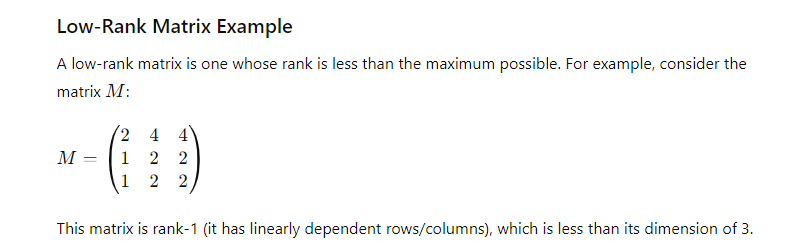 Low-Rank Matrix Example
A low-rank matrix is one whose rank is less than the maximum possible. For example, consider the
matrix M:
M = 
2 4 4
1 2 2
1 2 2
This matrix is rank-1 (it has linearly dependent rows/columns), which is less than its dimension of 3.